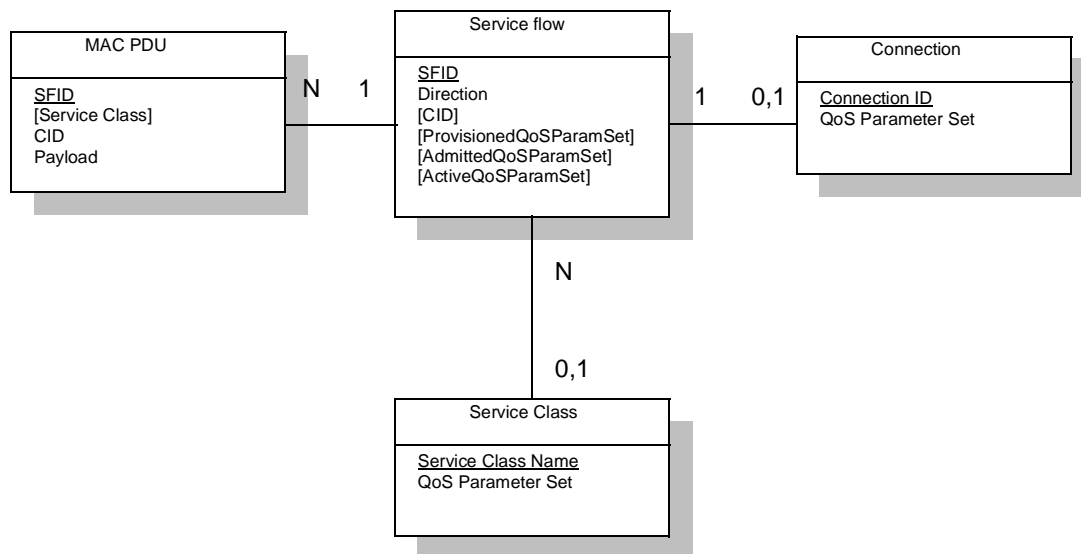 MAC PDU
SFID
[Service Class]
CID
Payload
N
1
Service flow
SFID
Direction
[CID]
[ProvisionedQoSParamSet]
[AdmittedQoSParamSet]
[ActiveQoSParamSet]
1
0,1
Connection
Connection ID
QoS Parameter Set
N
0,1
Service Class
Service Class Name
QoS Parameter Set